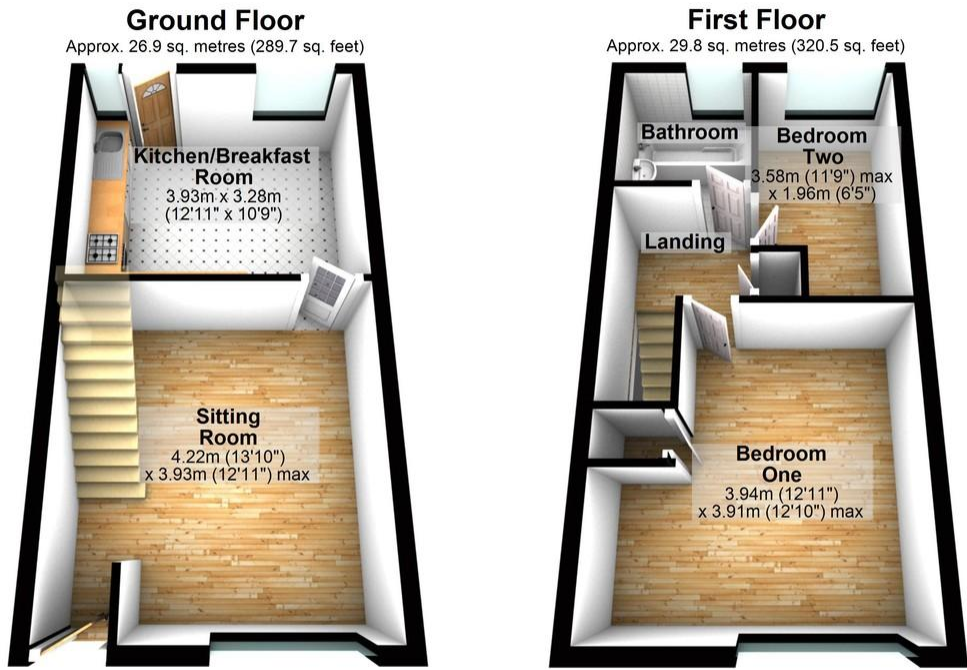 Ground Floor
Approx. 26.9 sq. metres (289.7 sq. feet)
Kitchen/Breakfast
Room
3.93m x 3.28m
(12'11" x 10'9")
Sitting
Room
4.22m (13'10")
x 3.93m (12'11") max
First Floor
Approx. 29.8 sq. metres (320.5 sq. feet)
Bathroom
Bedroom
Two
3.58m (11'9") max
x 1.96m (6'5")
Landing
Bedroom
One
3.94m (12'11")
x 3.91m (12'10") max